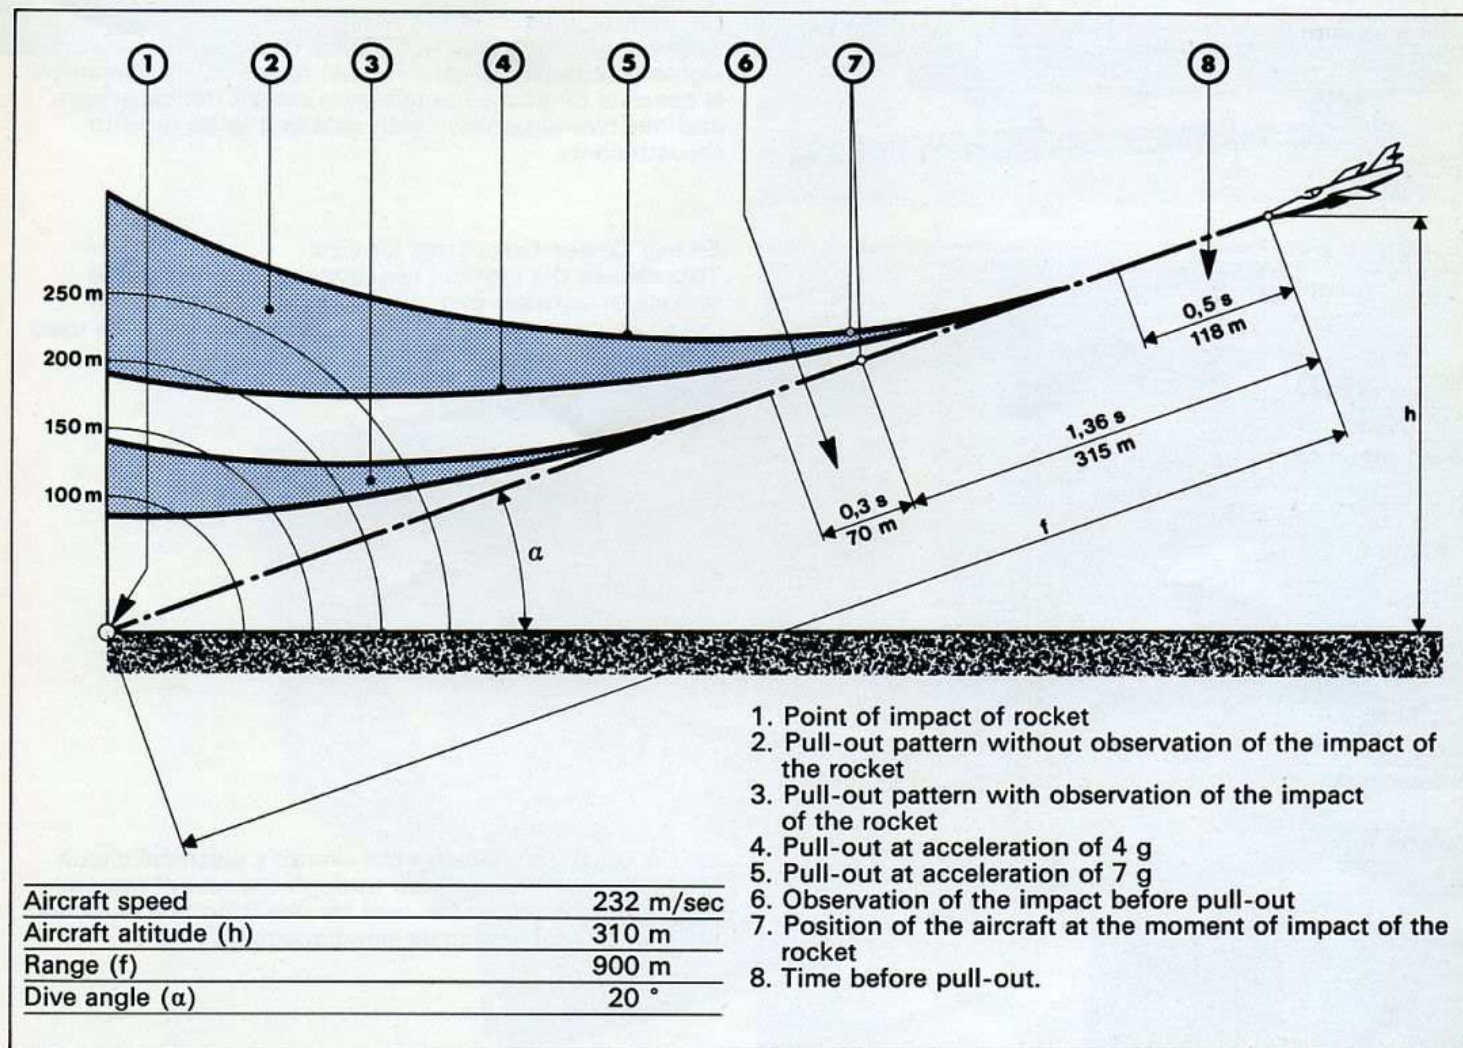 1 2 3 4 5 6 7 8
250 m
200 m
150 m
100 m
0,5 s
118 m
1,36 s
315 m
0,3 s
70 m
h
f
α
1. Point of impact of rocket
2. Pull-out pattern without observation of the impact of
the rocket
3. Pull-out pattern with observation of the impact
of the rocket
4. Pull-out at acceleration of 4 g
5. Pull-out at acceleration of 7 g
6. Observation of the impact before pull-out
7. Position of the aircraft at the moment of impact of the
rocket
8. Time before pull-out.
Aircraft speed 232 m/sec
Aircraft altitude (h) 310 m
Range (f) 900 m
Dive angle (α) 20 °